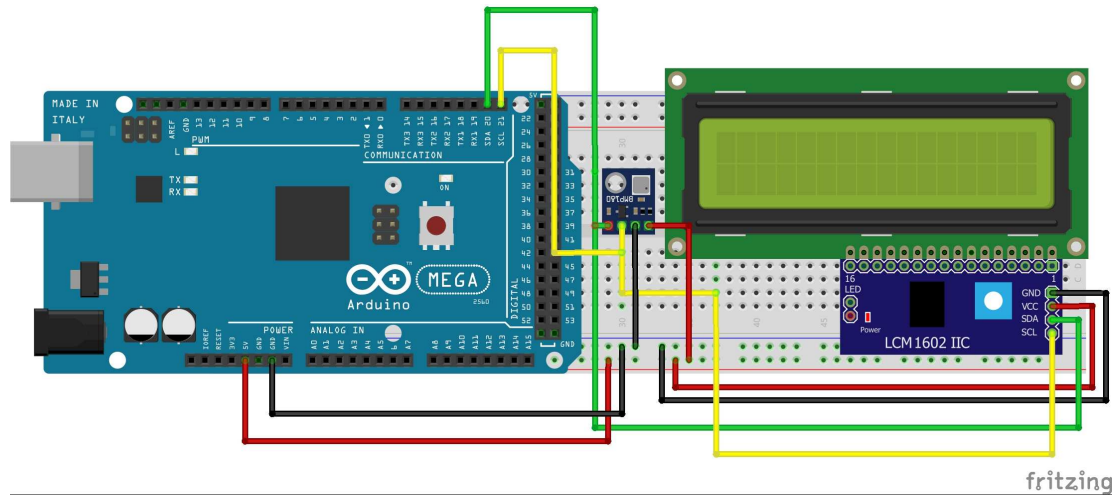 MADE IN
ITALY
AREF
GND
13
12
11
10
9
8
7
6
5
4
3
2
TX0 ◄ 1
RX0 ► 0
TX3 14
RX3 15
TX2 16
RX2 17
TX1 18
RX1 19
SDA 20
SCL 21
PWM
COMMUNICATION
L
TX
RX
ON
5V
22
24
26
28
30 31
32 33
34 35
36 37
38 39
40 41
42
44 45
46 47
48 49
50 51
52 53
GND
DIGITAL
Arduino
MEGA
2560
TM
POWER
ANALOG IN
IOREF
RESET
3V3
5V
GND
GND
VIN
A0
A1
A2
A3
A4
A5
6
A7
A8
A9
A10
A11
A12
A13
A14
A15
BMP180
30
30
40
45
16
1
LED
Power
GND
VCC
SDA
SCL
LCM1602 IIC
fritzing